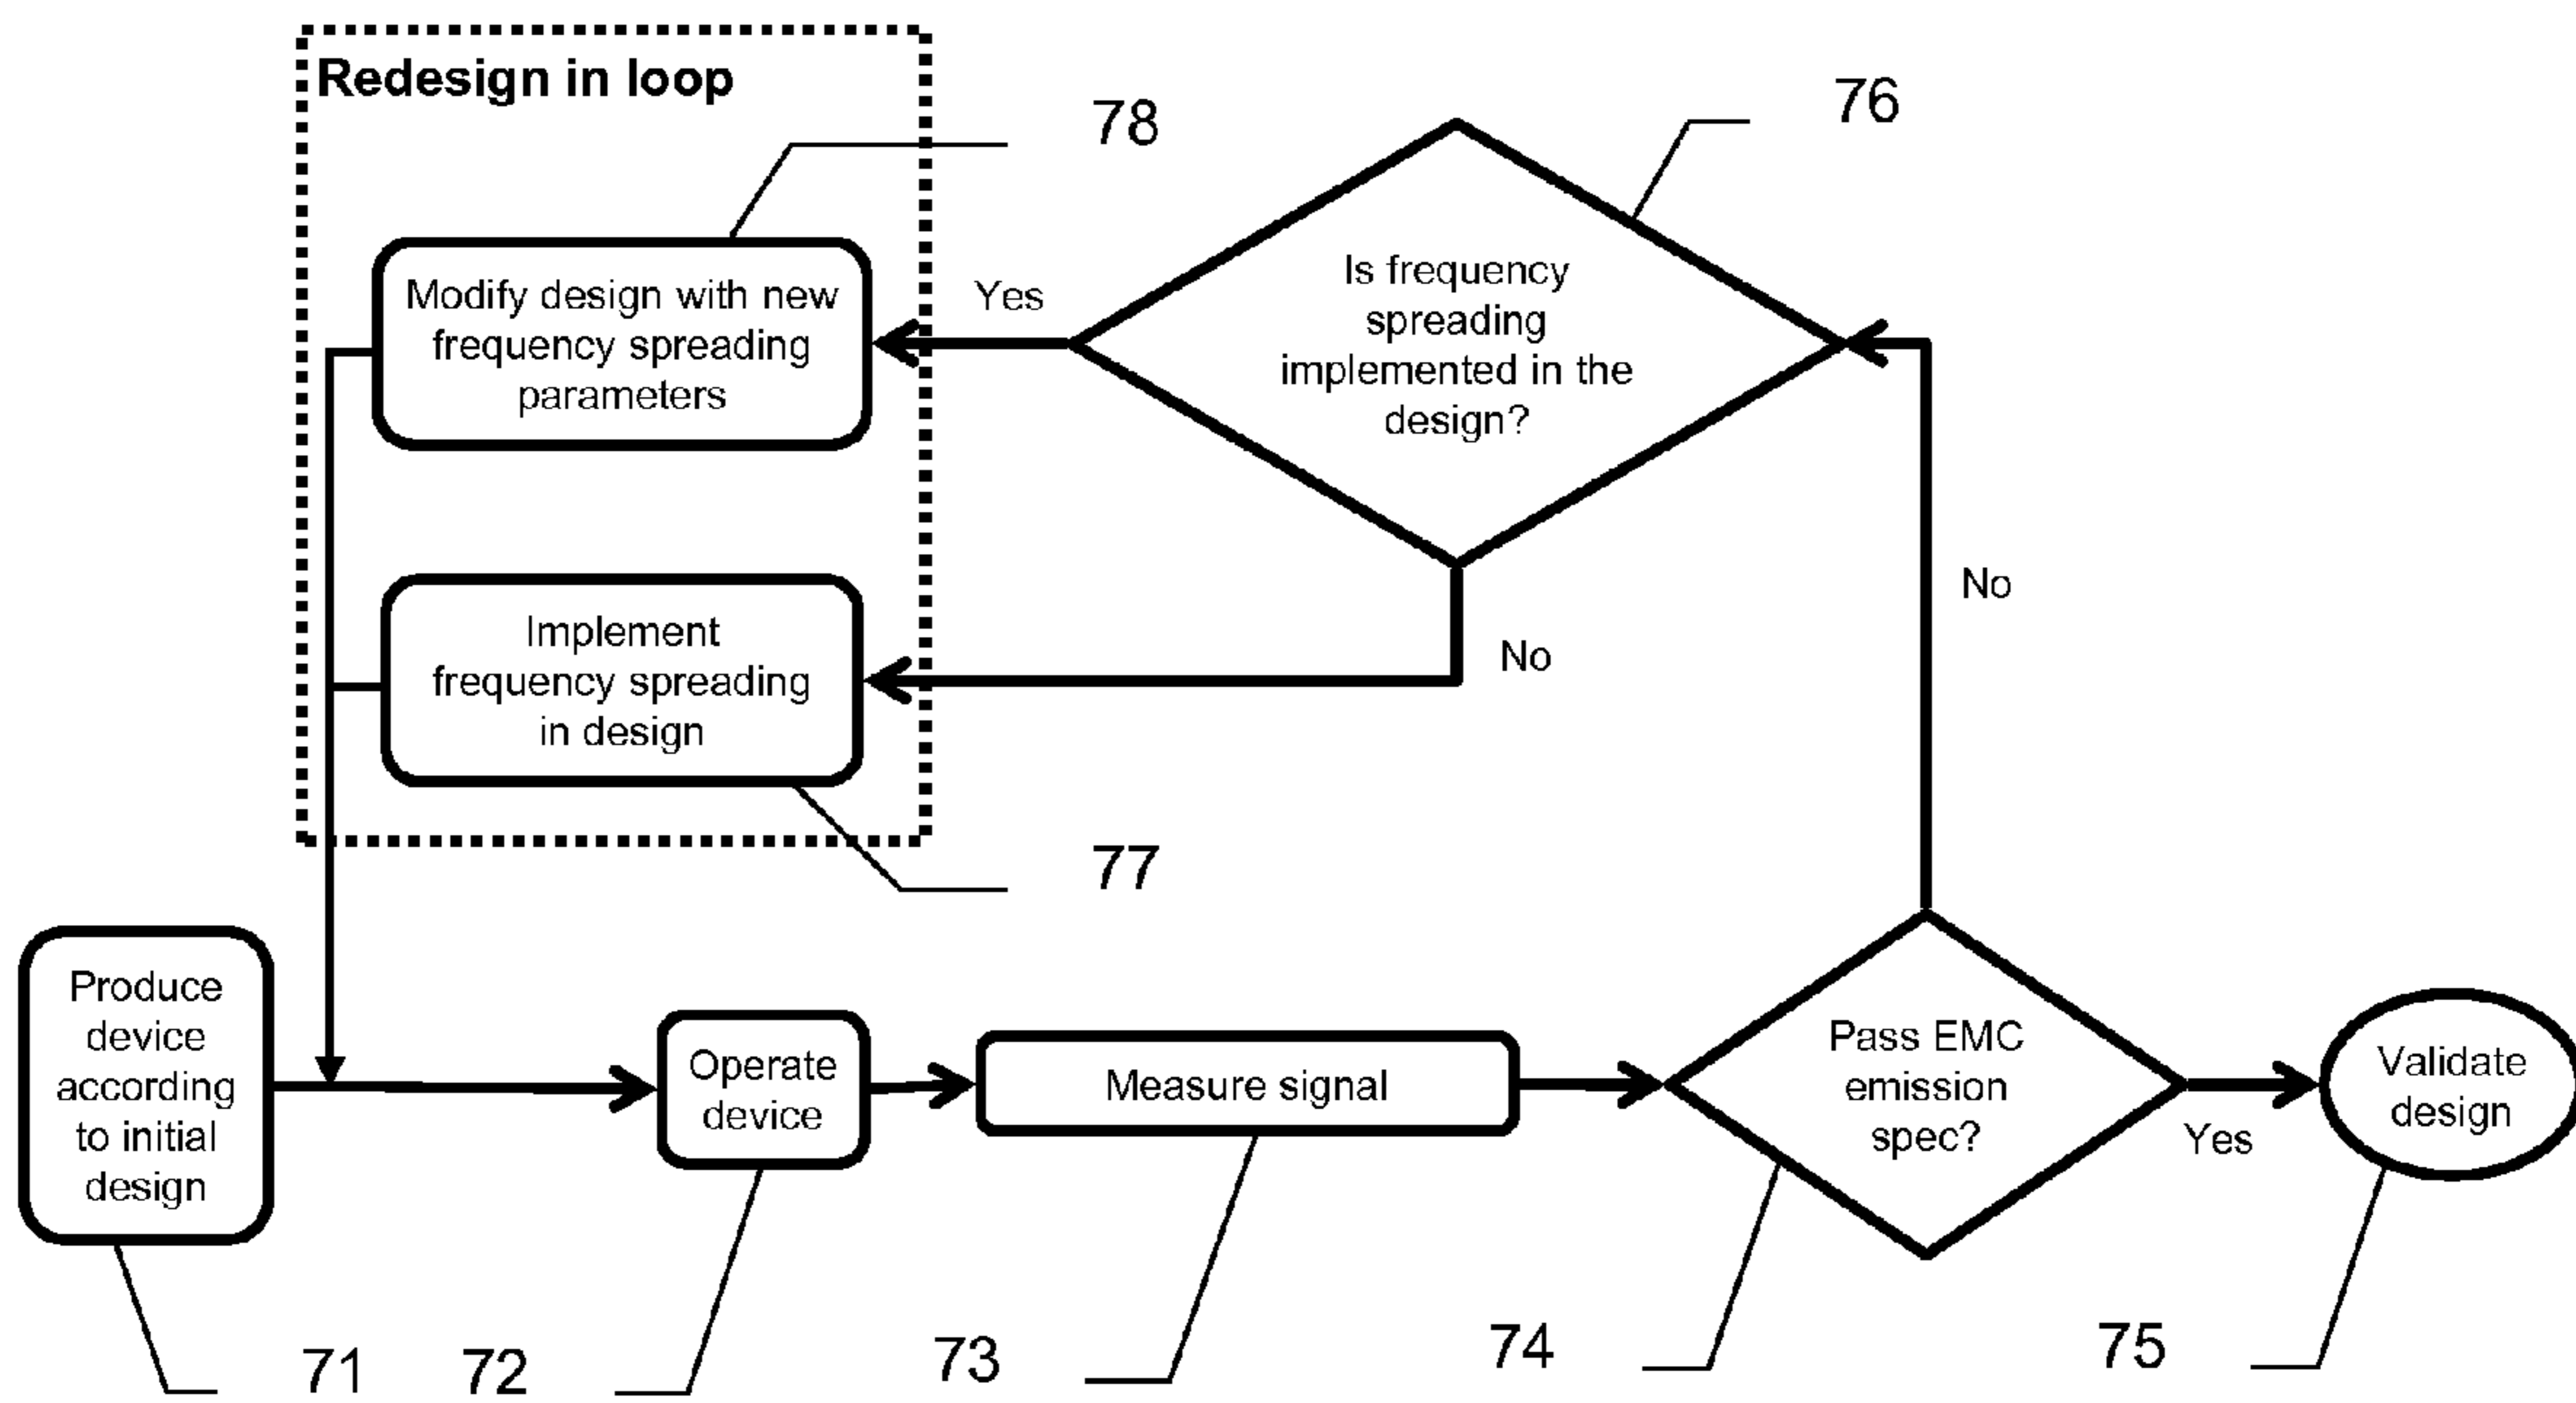 Redesign in loop
78
76
Modify design with new
frequency spreading
parameters
Yes
Is frequency
spreading
implemented in the
design?
No
Implement
frequency spreading
in design
No
77
Produce
device
according
to initial
design
Operate
device
Measure signal
Pass EMC
emission
spec?
Yes
Validate
design
71
72
73
74
75